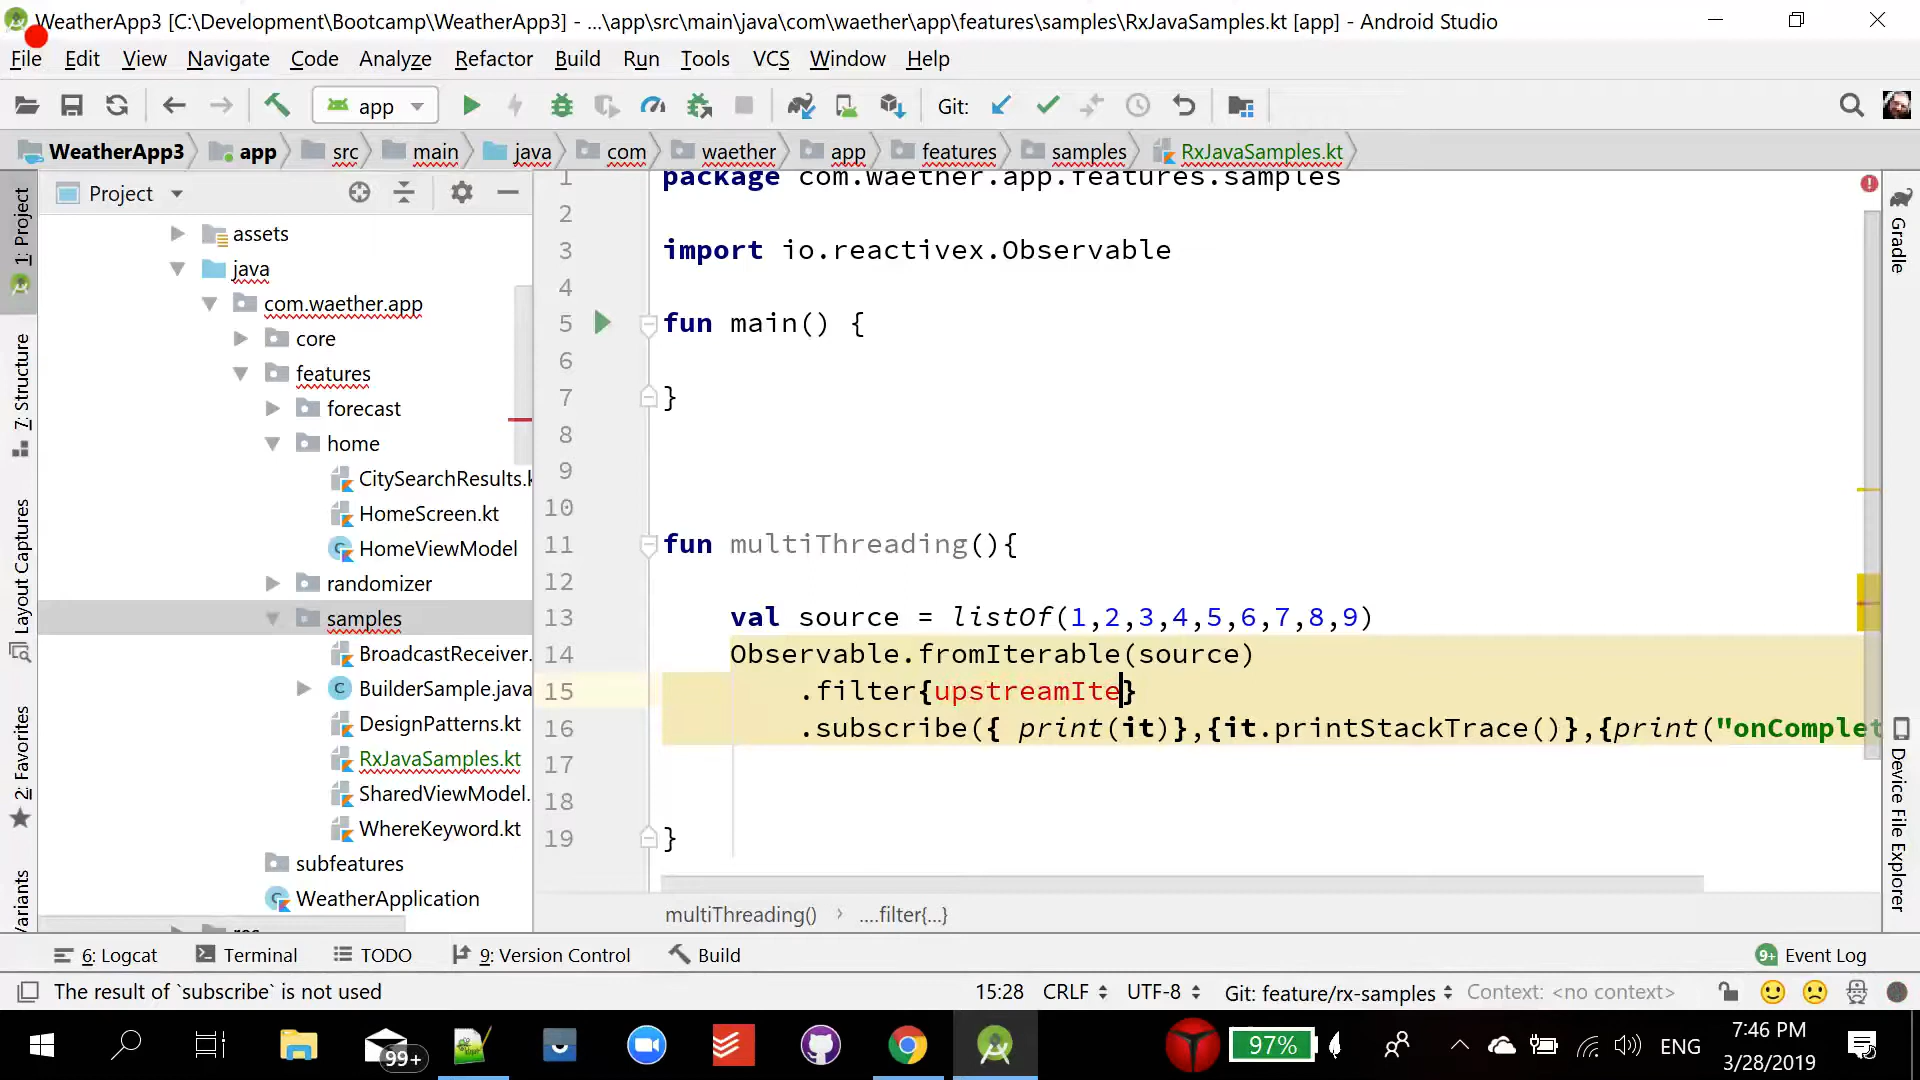 WeatherApp3 [C:\Development\Bootcamp\WeatherApp3] - ...\app\src\main\java\com\waether\app\features\samples\RxJavaSamples.kt [app] - Android Studio
File Edit View Navigate Code Analyze Refactor Build Run Tools VCS Window Help
app Git:
WeatherApp3 app src main java com waether app features samples RxJavaSamples.kt
Project
1: Project
7: Structure
Layout Captures
2: Favorites
Variants
assets
java
com.waether.app
core
features
forecast
home
CitySearchResults.k
HomeScreen.kt
HomeViewModel
randomizer
samples
BroadcastReceiver.
BuilderSample.java
DesignPatterns.kt
RxJavaSamples.kt
SharedViewModel.
WhereKeyword.kt
subfeatures
WeatherApplication
res
1 package com.waether.app.features.samples
2
3 import io.reactivex.Observable
4
5 fun main() {
6
7 }
8
9
10
11 fun multiThreading(){
12
13 val source = listOf(1,2,3,4,5,6,7,8,9)
14 Observable.fromIterable(source)
15 .filter{upstreamIte}
16 .subscribe({ print(it)},{it.printStackTrace()},{print("onComplet
17
18
19 }
multiThreading() › ....filter{...}
Gradle
Device File Explorer
6: Logcat Terminal TODO 9: Version Control Build 9+ Event Log
The result of `subscribe` is not used 15:28 CRLF UTF-8 Git: feature/rx-samples Context: <no context>
99+ 97% ENG 7:46 PM
3/28/2019